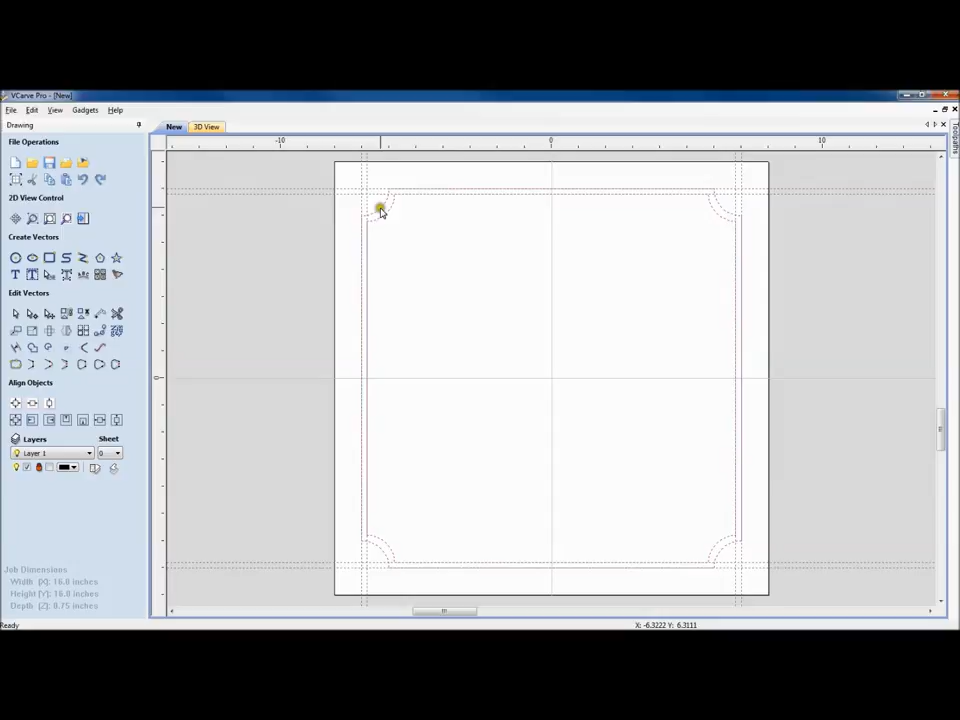 VCarve Pro - [New]
File Edit View Gadgets Help
Drawing
New 3D View
File Operations
-10 0 10
Toolpaths
2D View Control
Create Vectors
Edit Vectors
0
Align Objects
Layers Sheet
Layer 1 0
Job Dimensions
Width [X]: 16.0 inches
Height [Y]: 16.0 inches
Depth [Z]: 0.75 inches
Ready X: -6.3222 Y: 6.3111